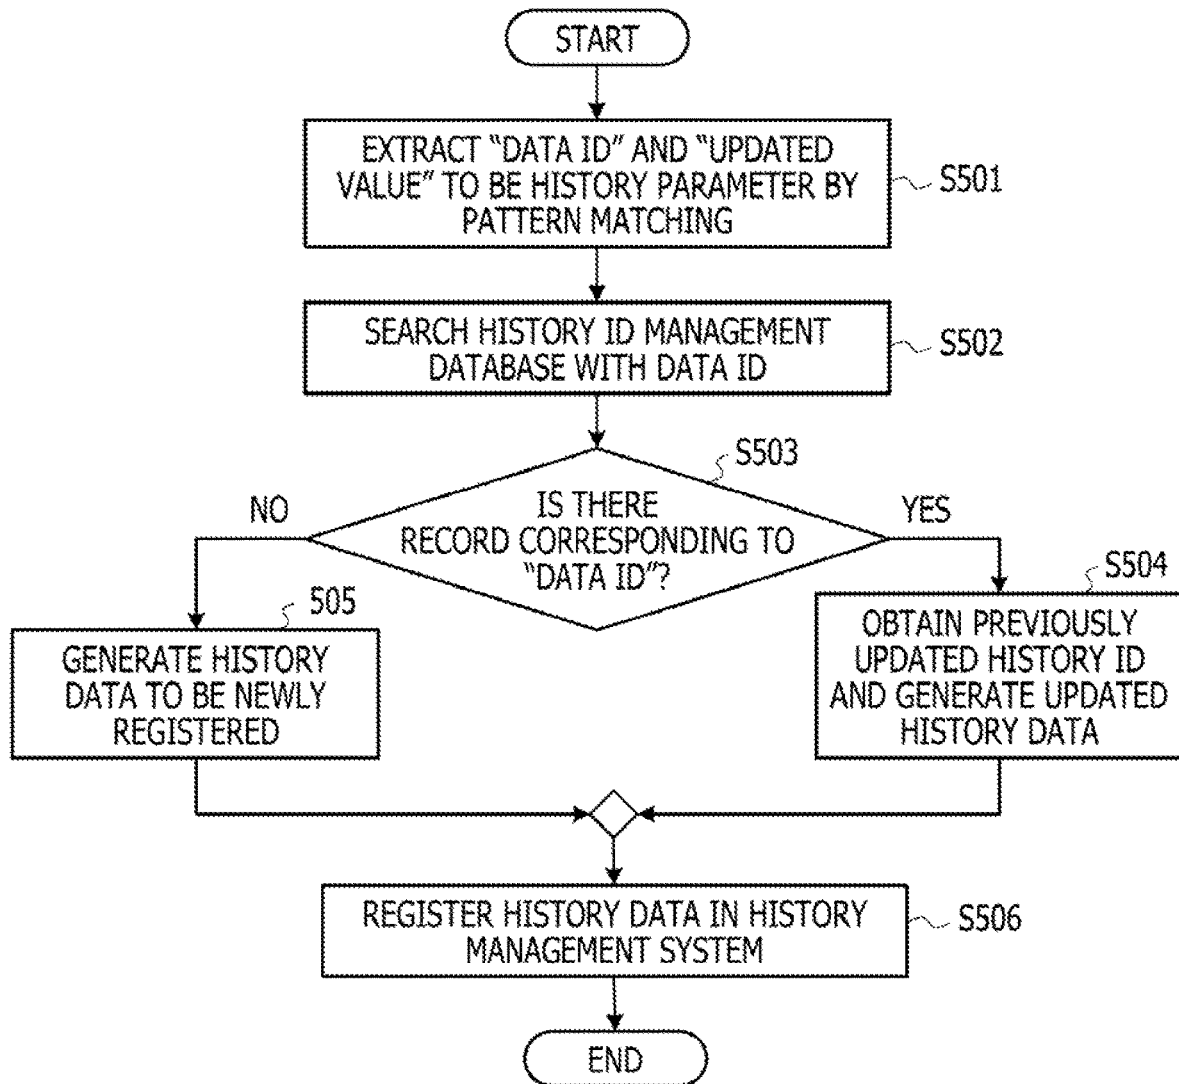 START
EXTRACT “DATA ID” AND “UPDATED
VALUE” TO BE HISTORY PARAMETER BY
PATTERN MATCHING
S501
SEARCH HISTORY ID MANAGEMENT
DATABASE WITH DATA ID
S502
S503
IS THERE
RECORD CORRESPONDING TO
“DATA ID”?
NO
YES
505
GENERATE HISTORY
DATA TO BE NEWLY
REGISTERED
S504
OBTAIN PREVIOUSLY
UPDATED HISTORY ID
AND GENERATE UPDATED
HISTORY DATA
REGISTER HISTORY DATA IN HISTORY
MANAGEMENT SYSTEM
S506
END